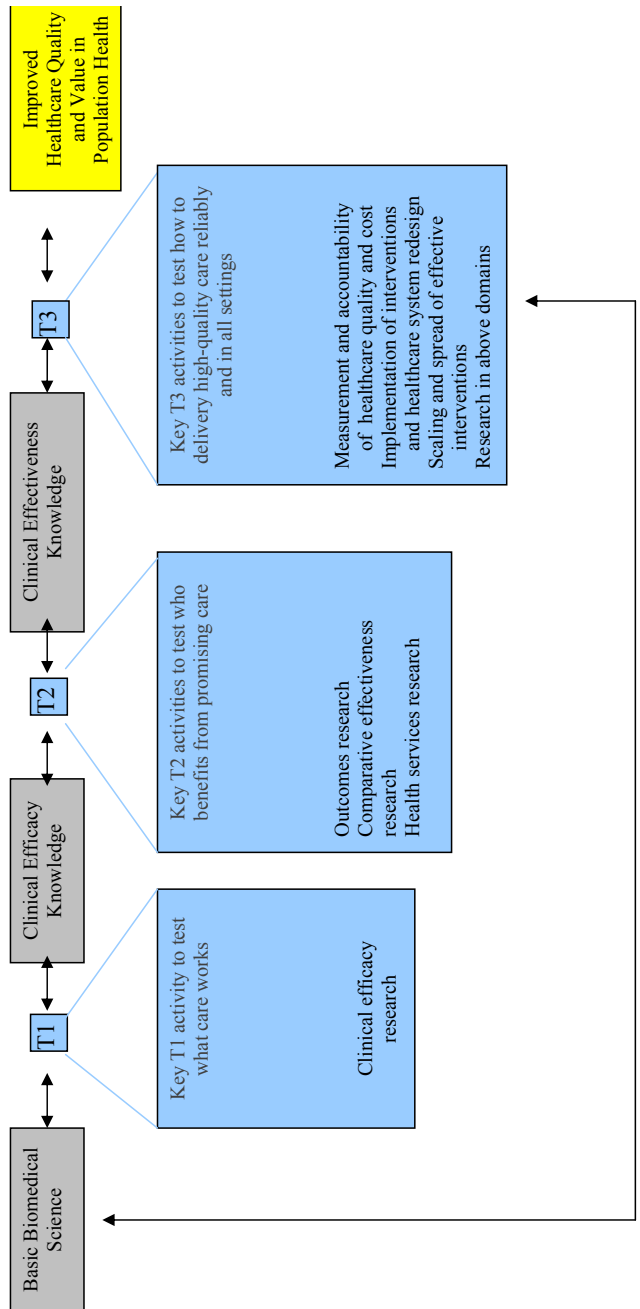 Basic Biomedical
Science
T1
Clinical Efficacy
Knowledge
T2
Clinical Effectiveness
Knowledge
T3
Improved
Healthcare Quality
and Value in
Population Health
Key T1 activity to test
what care works
Clinical efficacy
research
Key T2 activities to test who
benefits from promising care
Outcomes research
Comparative effectiveness
research
Health services research
Key T3 activities to test how to
delivery high-quality care reliably
and in all settings
Measurement and accountability
of healthcare quality and cost
Implementation of interventions
and healthcare system redesign
Scaling and spread of effective
interventions
Research in above domains